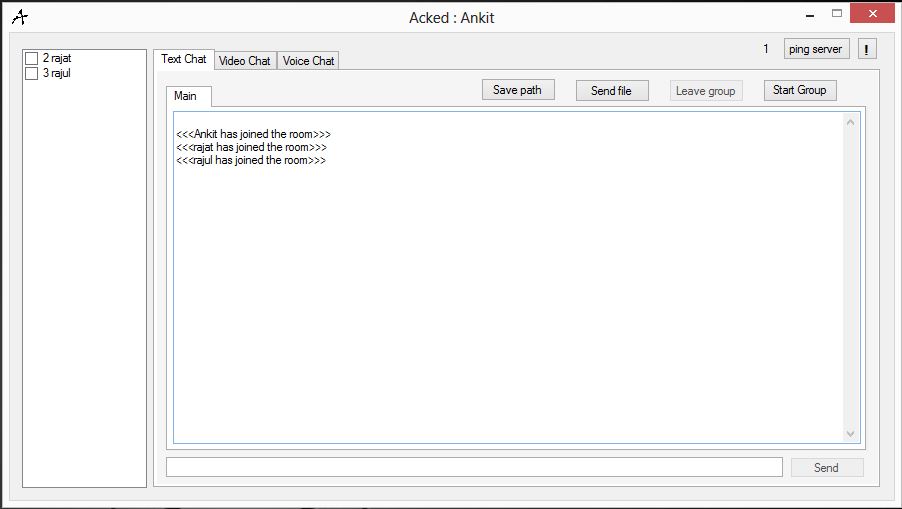 Acked : Ankit
2 rajat
3 rajul
Text Chat Video Chat Voice Chat
1 ping server !
Main
Save path Send file Leave group Start Group
<<<Ankit has joined the room>>>
<<<rajat has joined the room>>>
<<<rajul has joined the room>>>
Send